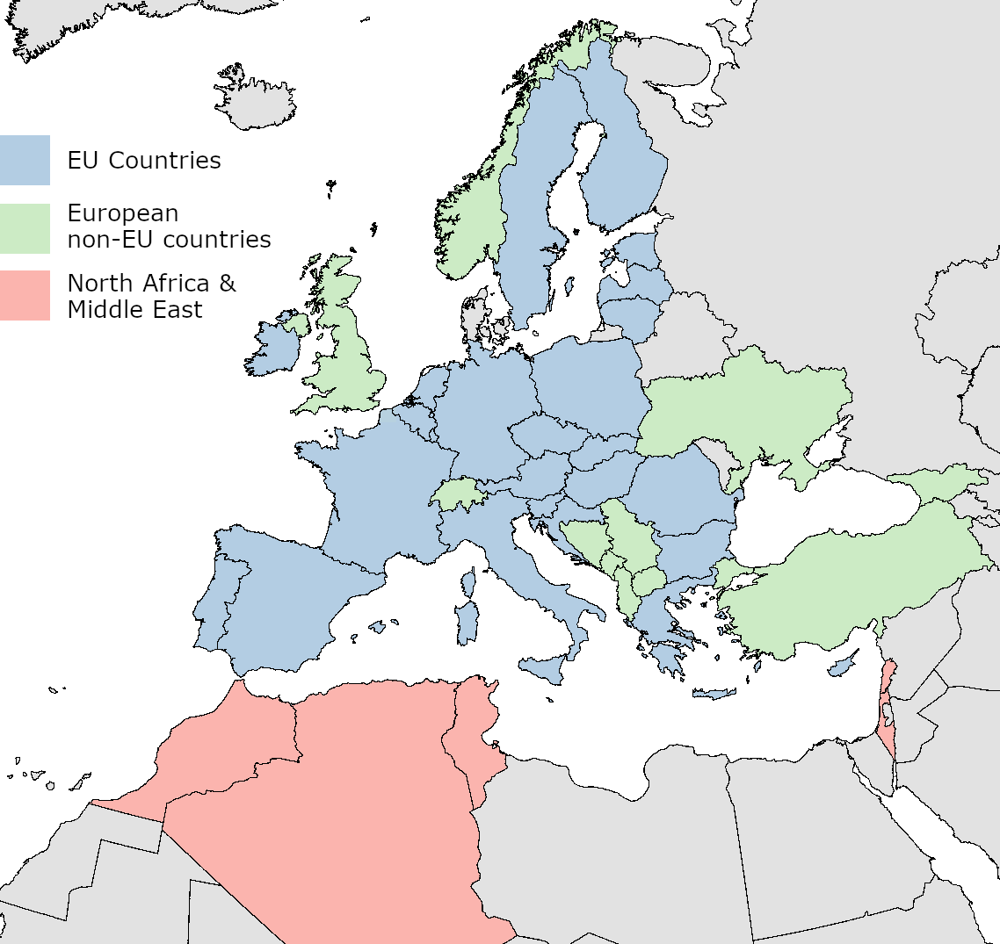 EU Countries
European
non-EU countries
North Africa &
Middle East